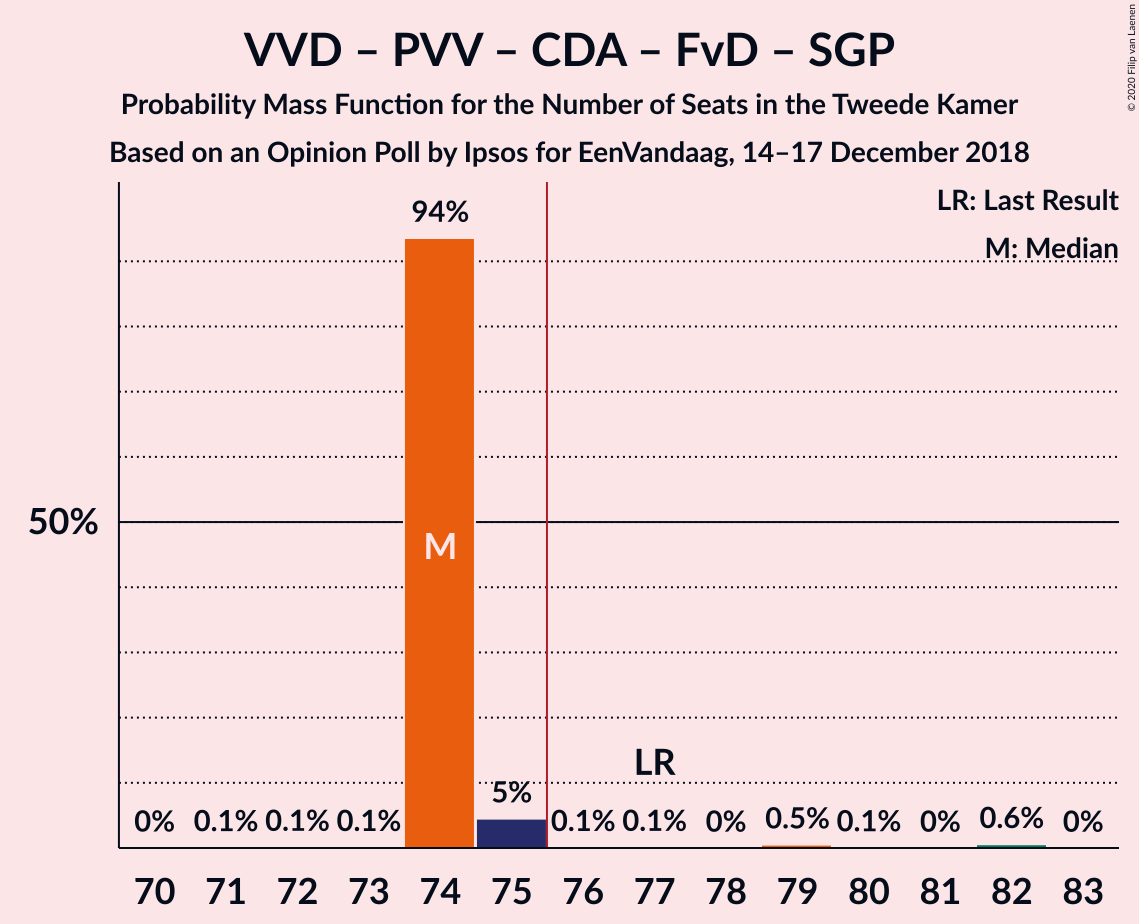 VVD – PVV – CDA – FvD – SGP
Probability Mass Function for the Number of Seats in the Tweede Kamer
Based on an Opinion Poll by Ipsos for EenVandaag, 14–17 December 2018
© 2020 Filip van Laenen
LR: Last Result
M: Median
94%
50%
M
LR
5%
0% 0.1% 0.1% 0.1% 0.1% 0.1% 0% 0.5% 0.1% 0% 0.6% 0%
70 71 72 73 74 75 76 77 78 79 80 81 82 83